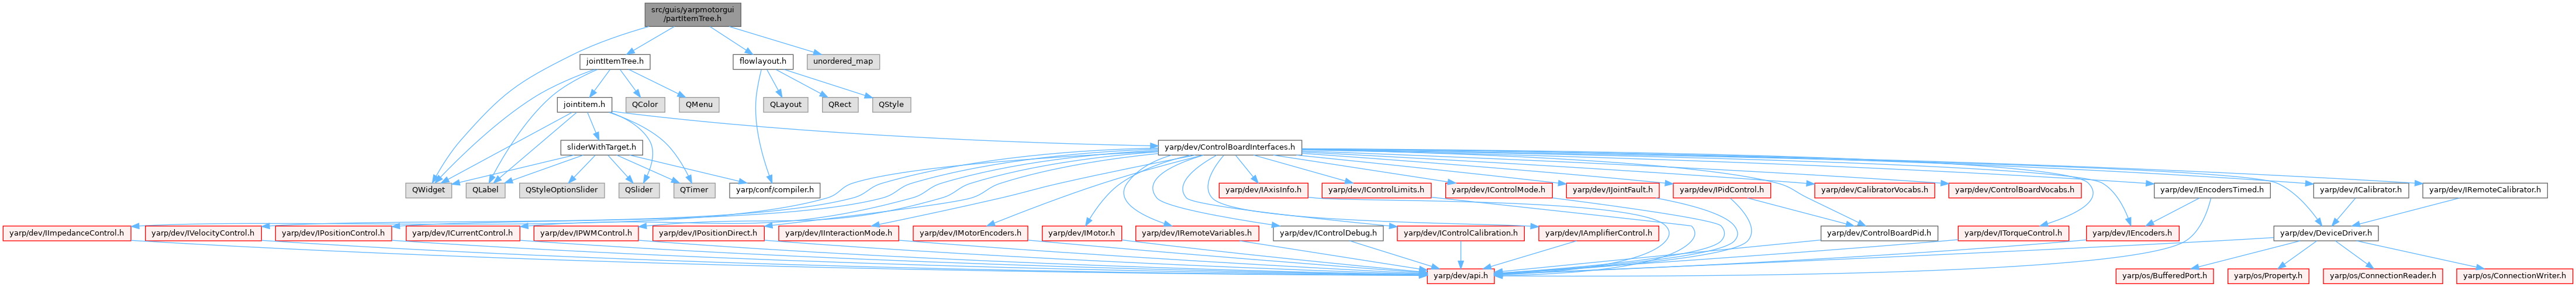 src/guis/yarpmotorgui
/partItemTree.h
jointItemTree.h
flowlayout.h
unordered_map
jointitem.h
QColor
QMenu
QLayout
QRect
QStyle
sliderWithTarget.h
yarp/dev/ControlBoardInterfaces.h
QWidget
QLabel
QStyleOptionSlider
QSlider
QTimer
yarp/conf/compiler.h
yarp/dev/IAxisInfo.h
yarp/dev/IControlLimits.h
yarp/dev/IControlMode.h
yarp/dev/IJointFault.h
yarp/dev/IPidControl.h
yarp/dev/CalibratorVocabs.h
yarp/dev/ControlBoardVocabs.h
yarp/dev/IEncodersTimed.h
yarp/dev/ICalibrator.h
yarp/dev/IRemoteCalibrator.h
yarp/dev/IImpedanceControl.h
yarp/dev/IVelocityControl.h
yarp/dev/IPositionControl.h
yarp/dev/ICurrentControl.h
yarp/dev/IPWMControl.h
yarp/dev/IPositionDirect.h
yarp/dev/IInteractionMode.h
yarp/dev/IMotorEncoders.h
yarp/dev/IMotor.h
yarp/dev/IRemoteVariables.h
yarp/dev/IControlDebug.h
yarp/dev/IControlCalibration.h
yarp/dev/IAmplifierControl.h
yarp/dev/ControlBoardPid.h
yarp/dev/ITorqueControl.h
yarp/dev/IEncoders.h
yarp/dev/DeviceDriver.h
yarp/dev/api.h
yarp/os/BufferedPort.h
yarp/os/Property.h
yarp/os/ConnectionReader.h
yarp/os/ConnectionWriter.h